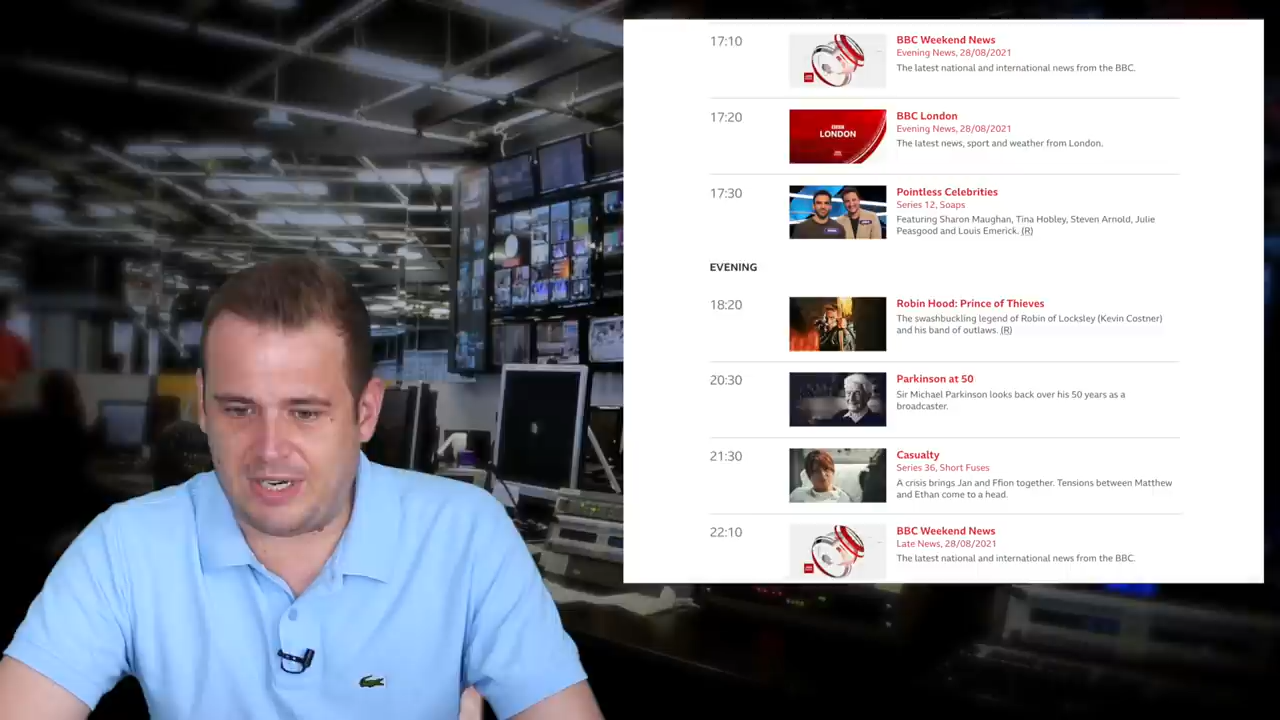 17:10
BBC Weekend News
Evening News, 28/08/2021
The latest national and international news from the BBC.
17:20
LONDON
BBC London
Evening News, 28/08/2021
The latest news, sport and weather from London.
17:30
Pointless Celebrities
Series 12, Soaps
Featuring Sharon Maughan, Tina Hobley, Steven Arnold, Julie
Peasgood and Louis Emerick. (R)
EVENING
18:20
Robin Hood: Prince of Thieves
The swashbuckling legend of Robin of Locksley (Kevin Costner)
and his band of outlaws. (R)
20:30
Parkinson at 50
Sir Michael Parkinson looks back over his 50 years as a
broadcaster.
21:30
Casualty
Series 36, Short Fuses
A crisis brings Jan and Ffion together. Tensions between Matthew
and Ethan come to a head.
22:10
BBC Weekend News
Late News, 28/08/2021
The latest national and international news from the BBC.